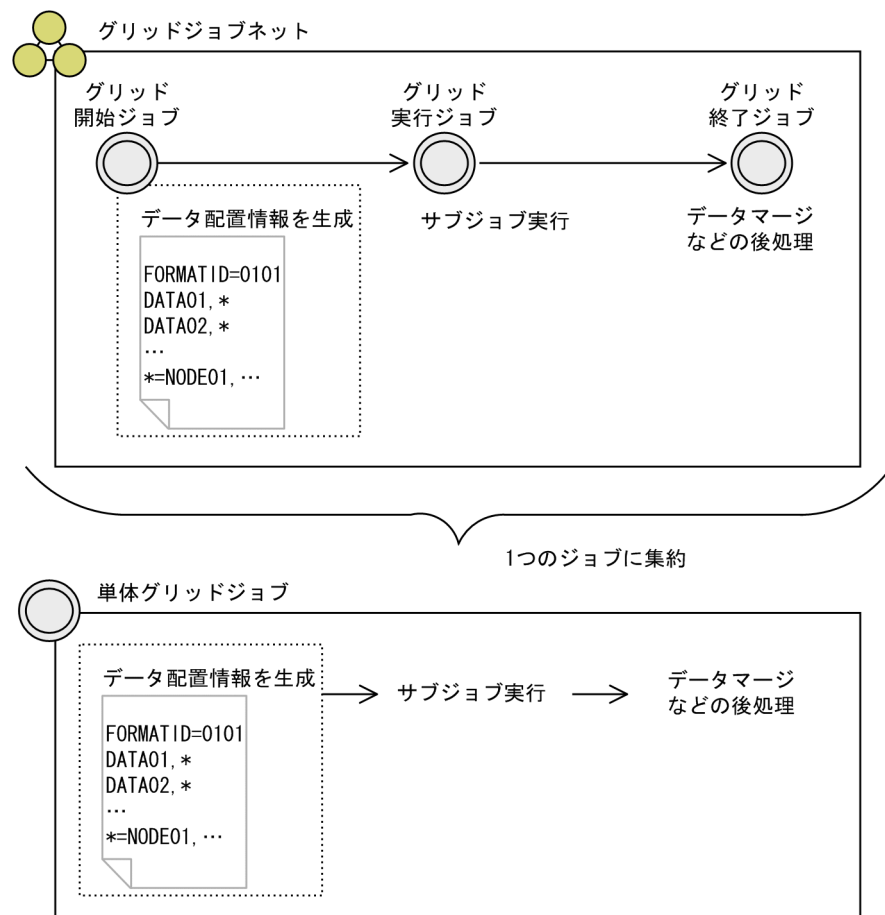 グリッドジョブネット
グリッド
開始ジョブ
グリッド
実行ジョブ
グリッド
終了ジョブ
データ配置情報を生成
FORMATID=0101
DATA01,*
DATA02,*
…
*=NODE01,…
サブジョブ実行
データマージ
などの後処理
1つのジョブに集約
単体グリッドジョブ
データ配置情報を生成
FORMATID=0101
DATA01,*
DATA02,*
…
*=NODE01,…
サブジョブ実行
データマージ
などの後処理